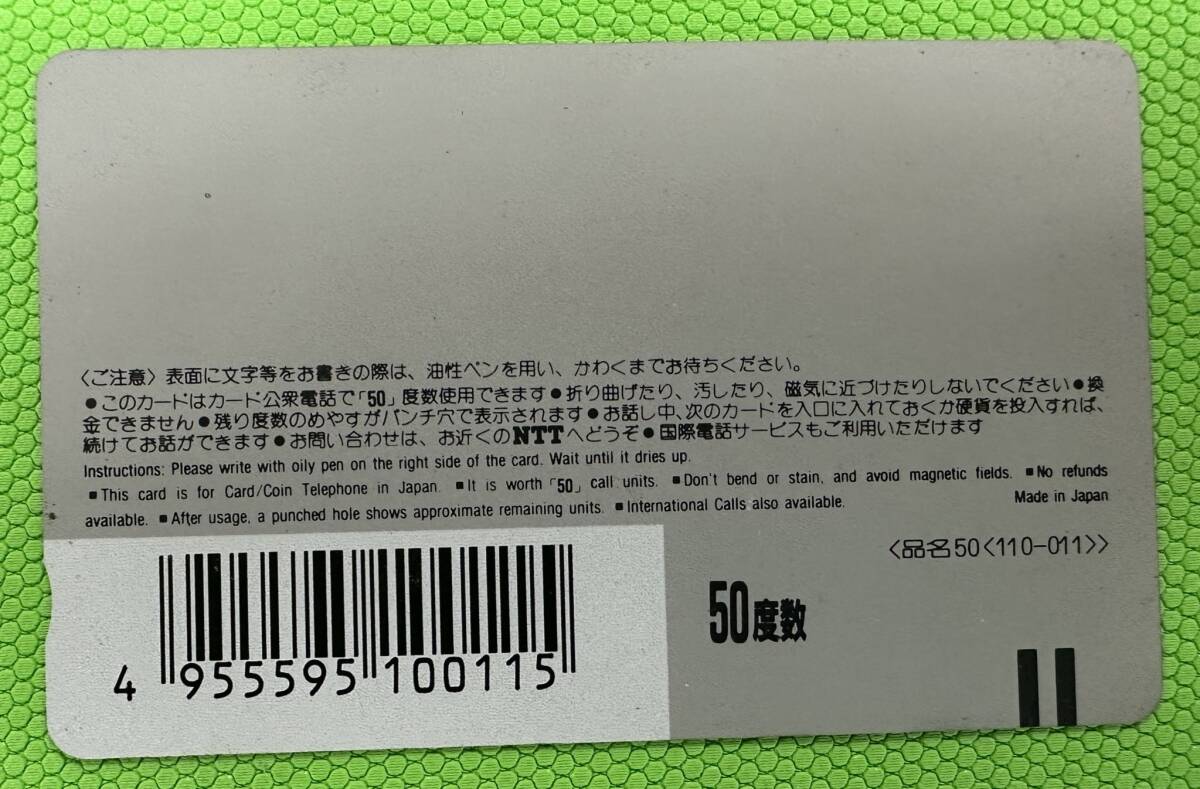 〈ご注意〉表面に文字等をお書きの際は、油性ペンを用い、かわくまでお待ちください。
●このカードはカード公衆電話で「50」度数使用できます●折り曲げたり、汚したり、磁気に近づけたりしないでください●換
金できません●残り度数のめやすがパンチ穴で表示されます●お話し中、次のカードを入口に入れておくか硬貨を投入すれば、
続けてお話ができます●お問い合わせは、お近くのNTTへどうぞ●国際電話サービスもご利用いただけます
Instructions: Please write with oily pen on the right side of the card. Wait until it dries up.
■This card is for Card/Coin Telephone in Japan. ■It is worth「50」call units. ■Don't bend or stain, and avoid magnetic fields. ■No refunds
available. ■After usage, a punched hole shows approximate remaining units. ■International Calls also available. Made in Japan
〈品名50〈110-011〉〉
50度数
4 955595 100115